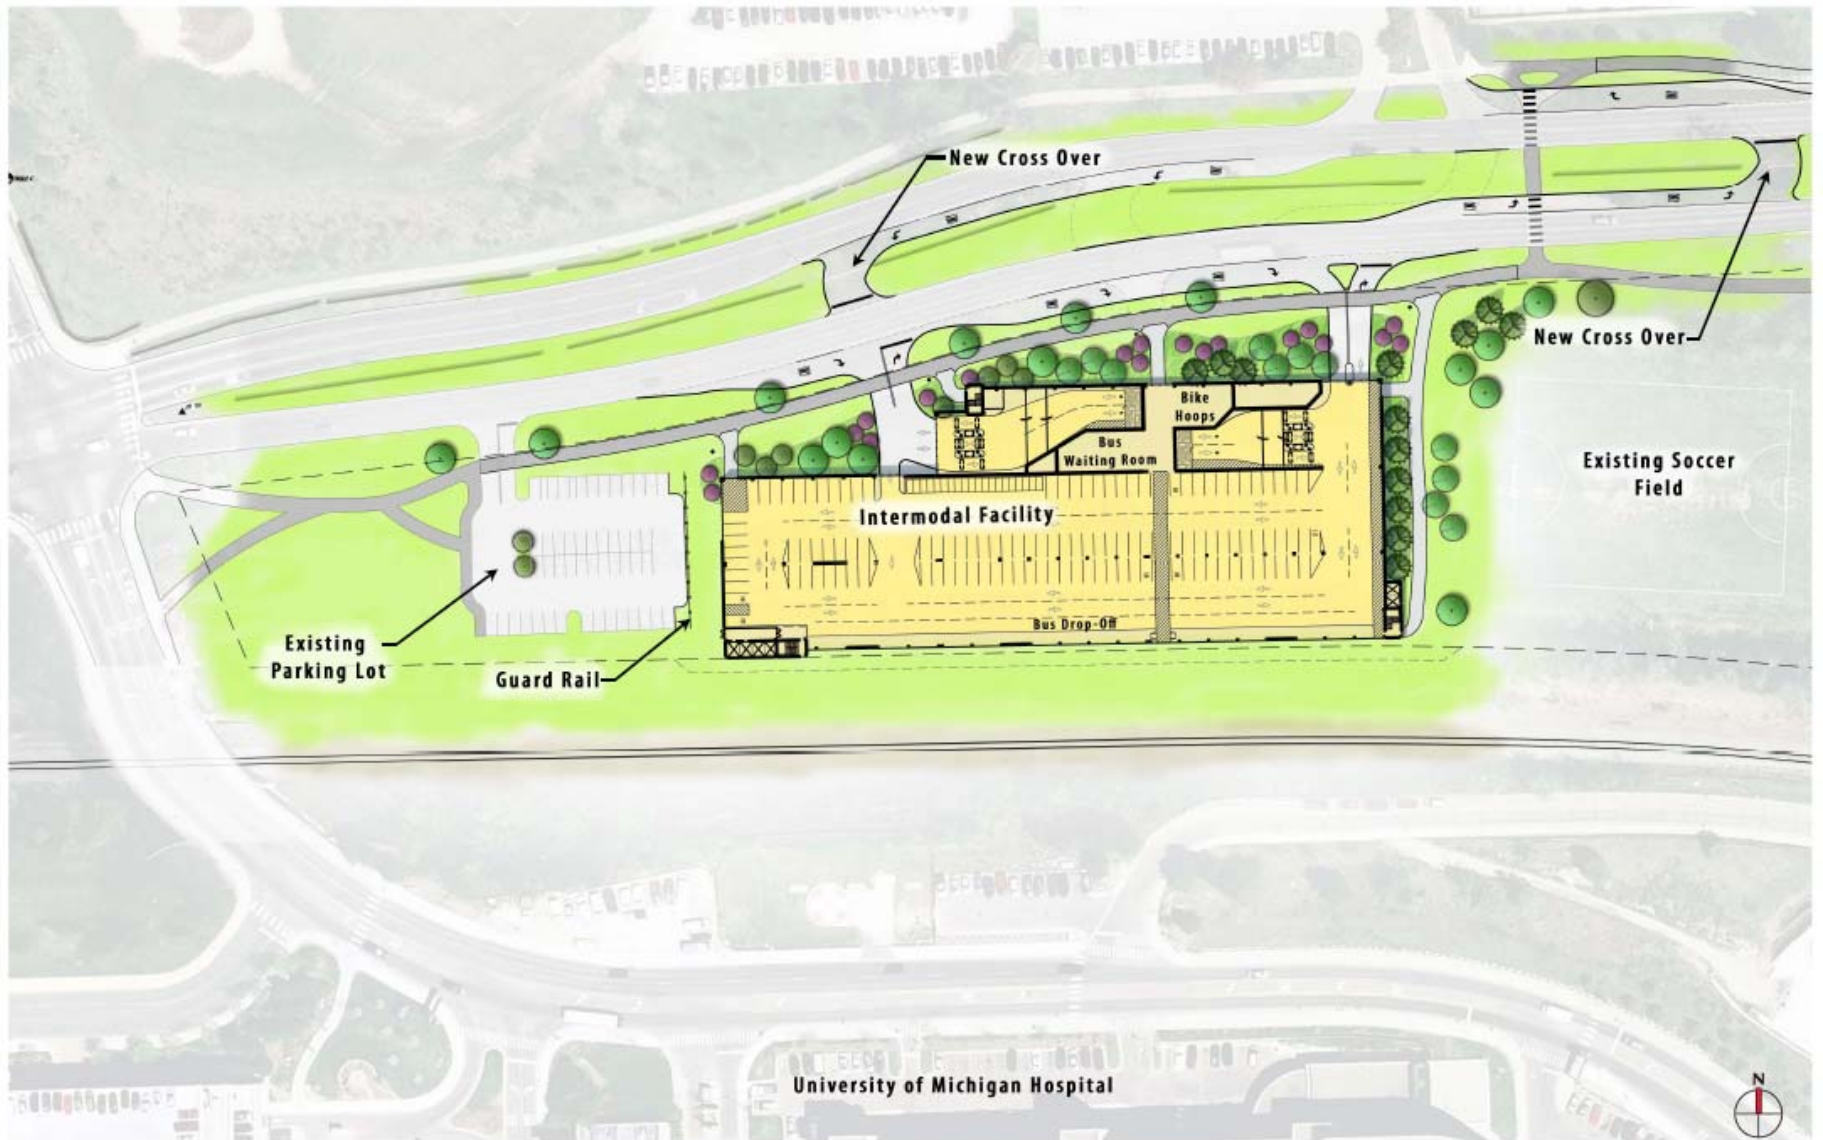 New Cross Over
New Cross Over
Bike
Hoops
Bus
Waiting Room
Existing Soccer
Field
Intermodal Facility
Bus Drop-Off
Existing
Parking Lot
Guard Rail
University of Michigan Hospital
N